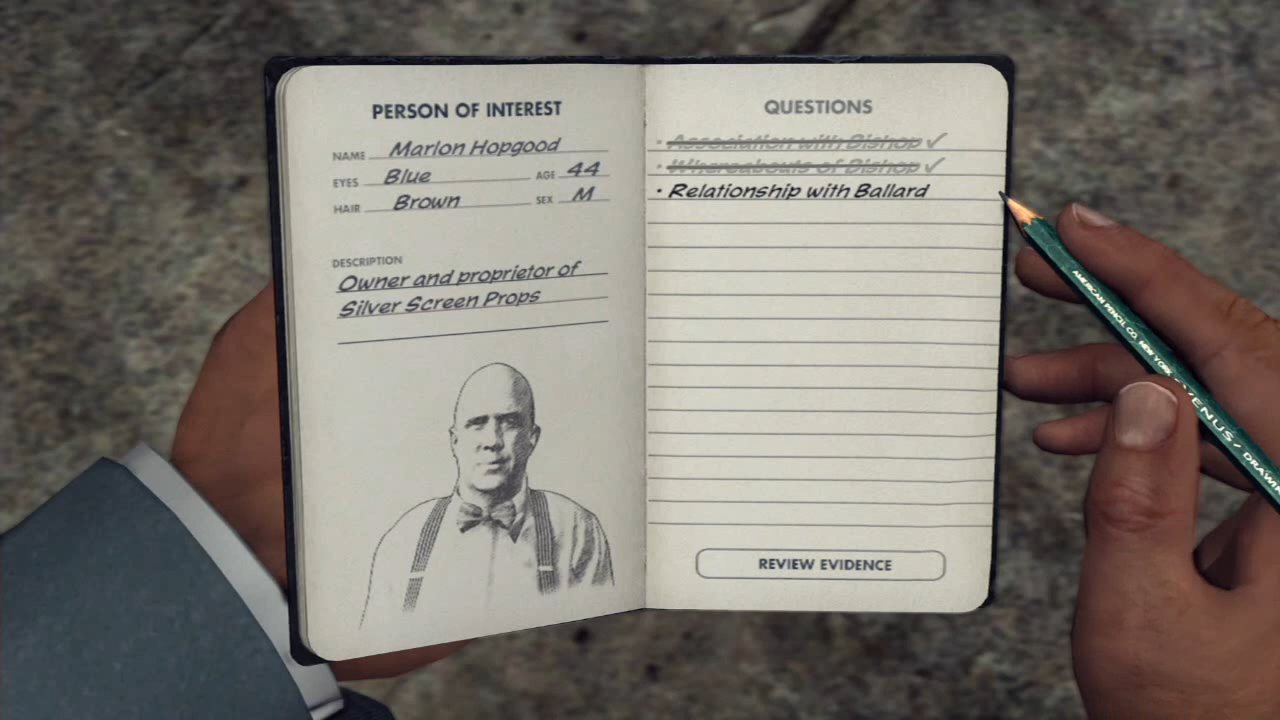 PERSON OF INTEREST
NAME Marlon Hopgood
EYES Blue AGE 44
HAIR Brown SEX M
DESCRIPTION
Owner and proprietor of
Silver Screen Props
QUESTIONS
· Association with Bishop ✓
· Whereabouts of Bishop ✓
· Relationship with Ballard
REVIEW EVIDENCE
AMERICAN PENCIL CO. NEW YORK VENUS / DRAWI